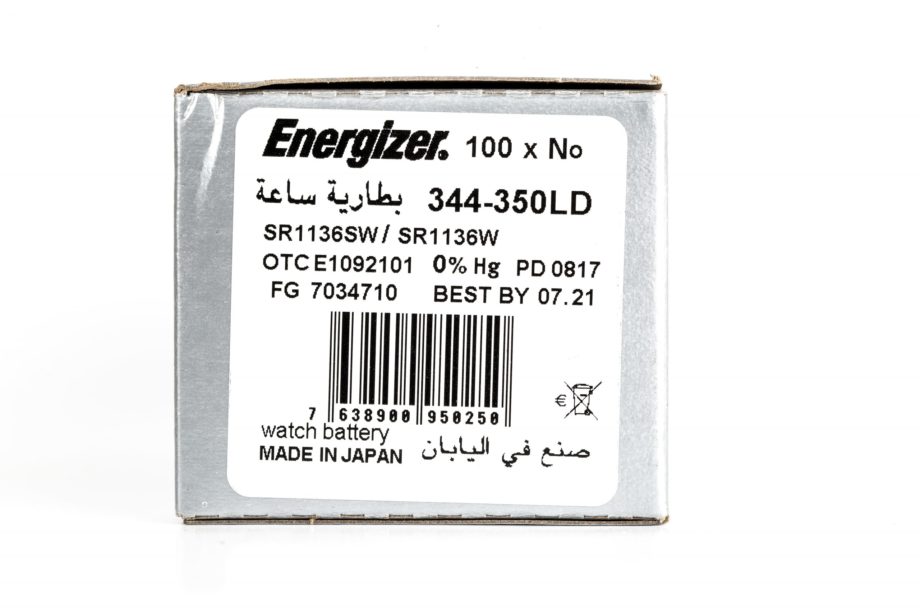 Energizer. 100 x No
بطارية ساعة 344-350LD
SR1136SW/ SR1136W
OTC E1092101 0% Hg PD 0817
FG 7034710 BEST BY 07.21
€
7 638900 950250
watch battery
MADE IN JAPAN صنع في اليابان